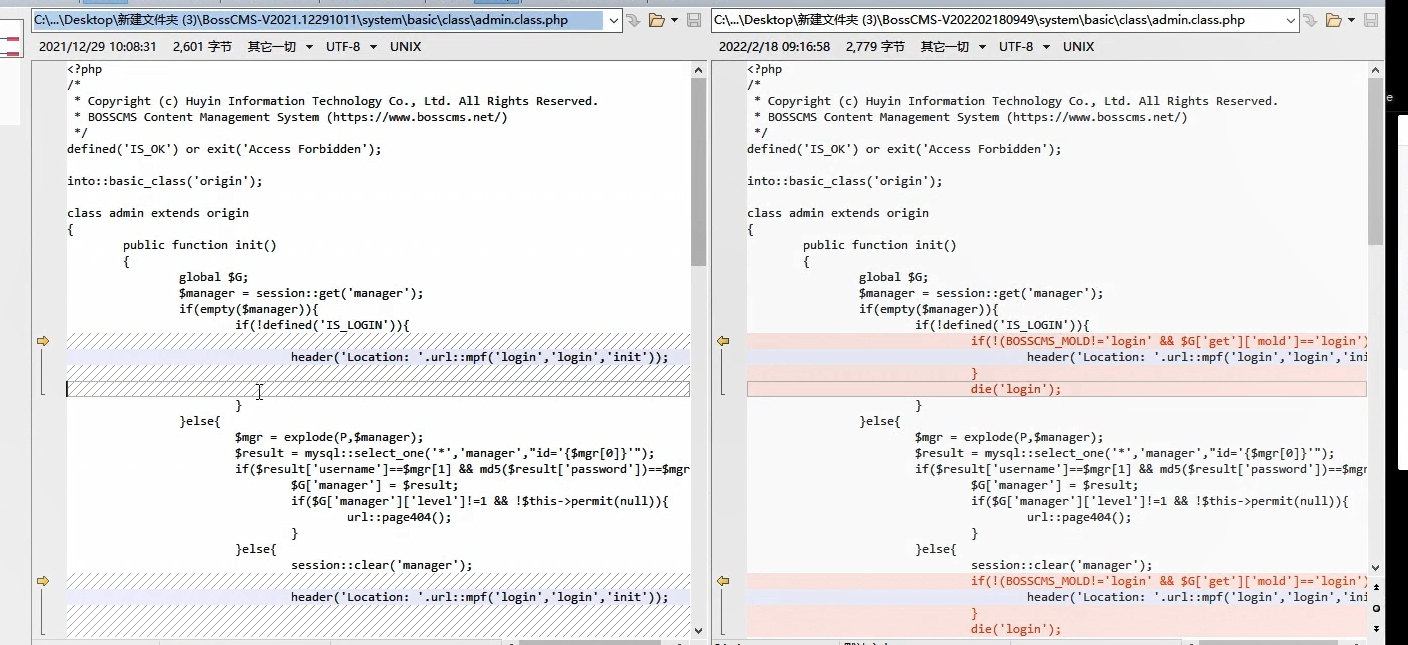 C:\...\Desktop\新建文件夹 (3)\BossCMS-V2021.12291011\system\basic\class\admin.class.php
2021/12/29 10:08:31 2,601 字节 其它一切 UTF-8 UNIX
<?php
/*
* Copyright (c) Huyin Information Technology Co., Ltd. All Rights Reserved.
* BOSSCMS Content Management System (https://www.bosscms.net/)
*/
defined('IS_OK') or exit('Access Forbidden');
into::basic_class('origin');
class admin extends origin
{
public function init()
{
global $G;
$manager = session::get('manager');
if(empty($manager)){
if(!defined('IS_LOGIN')){
header('Location: '.url::mpf('login','login','init'));
}
}else{
$mgr = explode(P,$manager);
$result = mysql::select_one('*','manager',"id='{$mgr[0]}'");
if($result['username']==$mgr[1] && md5($result['password'])==$mgr
$G['manager'] = $result;
if($G['manager']['level']!=1 && !$this->permit(null)){
url::page404();
}
}else{
session::clear('manager');
header('Location: '.url::mpf('login','login','init'));
C:\...\Desktop\新建文件夹 (3)\BossCMS-V202202180949\system\basic\class\admin.class.php
2022/2/18 09:16:58 2,779 字节 其它一切 UTF-8 UNIX
<?php
/*
* Copyright (c) Huyin Information Technology Co., Ltd. All Rights Reserved.
* BOSSCMS Content Management System (https://www.bosscms.net/)
*/
defined('IS_OK') or exit('Access Forbidden');
into::basic_class('origin');
class admin extends origin
{
public function init()
{
global $G;
$manager = session::get('manager');
if(empty($manager)){
if(!defined('IS_LOGIN')){
if(!(BOSSCMS_MOLD!='login' && $G['get']['mold']=='login')
header('Location: '.url::mpf('login','login','ini
}
die('login');
}
}else{
$mgr = explode(P,$manager);
$result = mysql::select_one('*','manager',"id='{$mgr[0]}'");
if($result['username']==$mgr[1] && md5($result['password'])==$mgr
$G['manager'] = $result;
if($G['manager']['level']!=1 && !$this->permit(null)){
url::page404();
}
}else{
session::clear('manager');
if(!(BOSSCMS_MOLD!='login' && $G['get']['mold']=='login')
header('Location: '.url::mpf('login','login','ini
}
die('login');
e